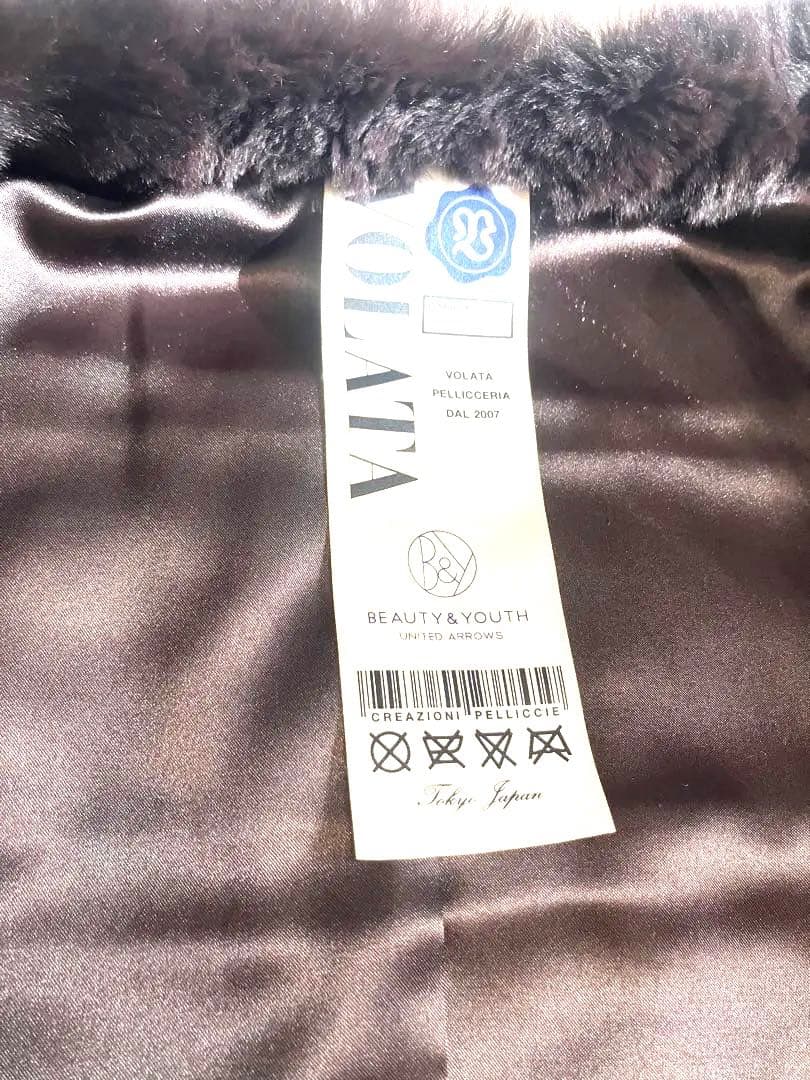 VOLATA
VOLATA
PELLICCERIA
DAL 2007
B&Y
BEAUTY&YOUTH
UNITED ARROWS
CREAZIONI PELLICCIE
Tokyo Japan